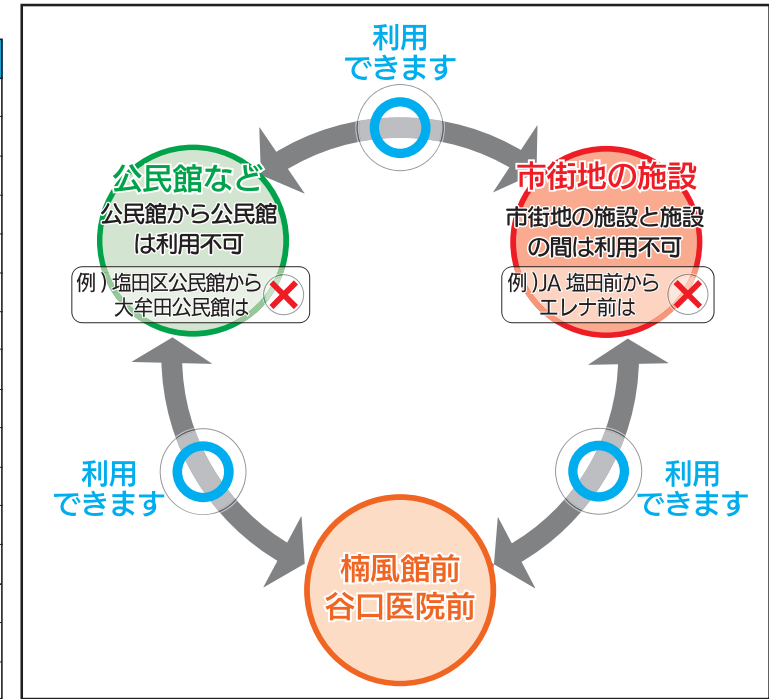 利用
できます
公民館など
公民館から公民館
は利用不可
例）塩田区公民館から
大牟田公民館は
市街地の施設
市街地の施設と施設
の間は利用不可
例）JA 塩田前から
エレナ前は
利用
できます
利用
できます
楠風館前
谷口医院前